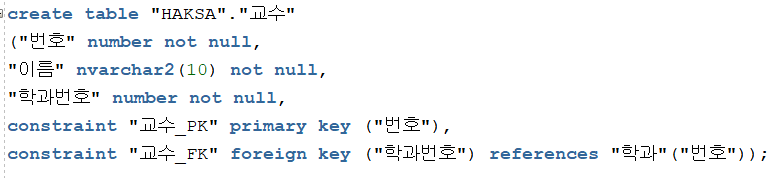 create table "HAKSA"."교수"
("번호" number not null,
"이름" nvarchar2(10) not null,
"학과번호" number not null,
constraint "교수_PK" primary key ("번호"),
constraint "교수_FK" foreign key ("학과번호") references "학과"("번호"));